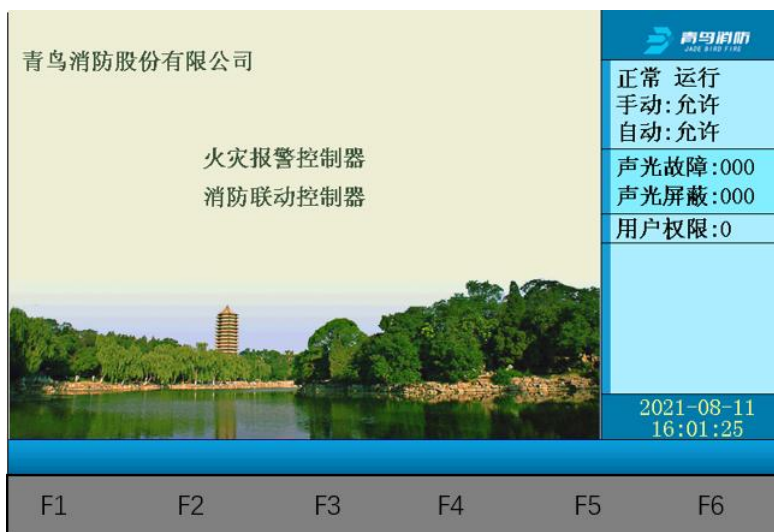 青鸟消防股份有限公司
火灾报警控制器
消防联动控制器
青鸟消防
JADE BIRD FIRE
正常 运行
手动:允许
自动:允许
声光故障:000
声光屏蔽:000
用户权限:0
2021-08-11
16:01:25
F1 F2 F3 F4 F5 F6